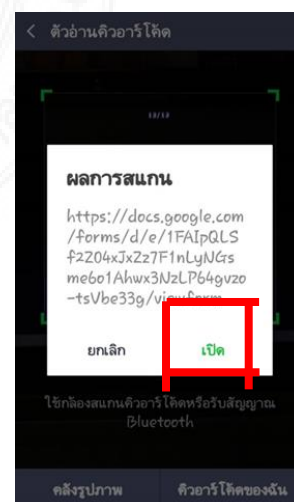 < ตัวอ่านคิวอาร์โค้ด
ผลการสแกน
https://docs.google.com
/forms/d/e/1FAIpQLS
f2Z04xJxZz7F1nLyNGs
me6o1Ahwx3NzLP64gvzo
-tsVbe33g/viewform
ยกเลิก
เปิด
ใช้กล้องสแกนคิวอาร์โค้ดหรือรับสัญญาณ
Bluetooth
คลังรูปภาพ
คิวอาร์โค้ดของฉัน